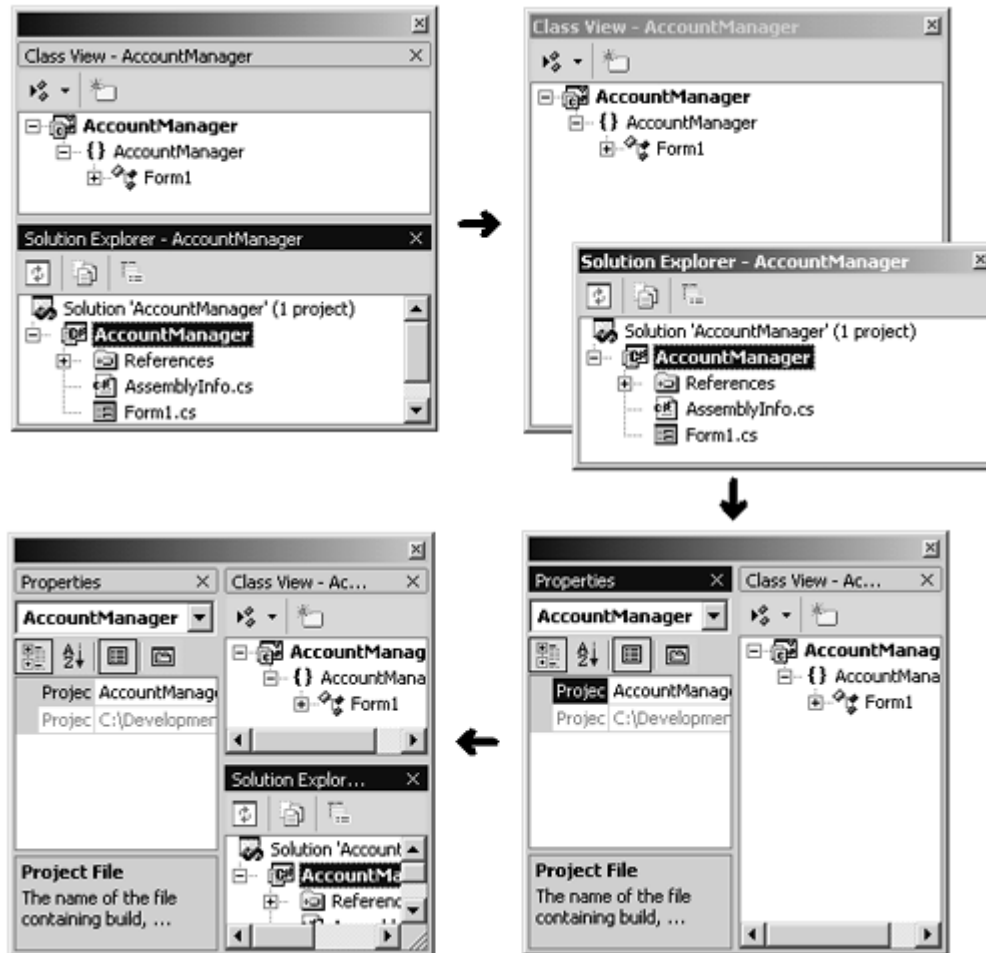 Class View - AccountManager
AccountManager
{} AccountManager
Form1
Solution Explorer - AccountManager
Solution 'AccountManager' (1 project)
AccountManager
References
AssemblyInfo.cs
Form1.cs
Class View - AccountManager
AccountManager
{} AccountManager
Form1
Solution Explorer - AccountManager
Solution 'AccountManager' (1 project)
AccountManager
References
AssemblyInfo.cs
Form1.cs
Properties
AccountManager
Projec AccountManage
Projec C:\Developmen
Project File
The name of the file
containing build, ...
Class View - Ac...
AccountManag
{} AccountMana
Form1
Solution Explor...
Solution 'Account
AccountMa
Referenc
Properties
AccountManager
Projec AccountManage
Projec C:\Developmen
Project File
The name of the file
containing build, ...
Class View - Ac...
AccountManag
{} AccountMana
Form1